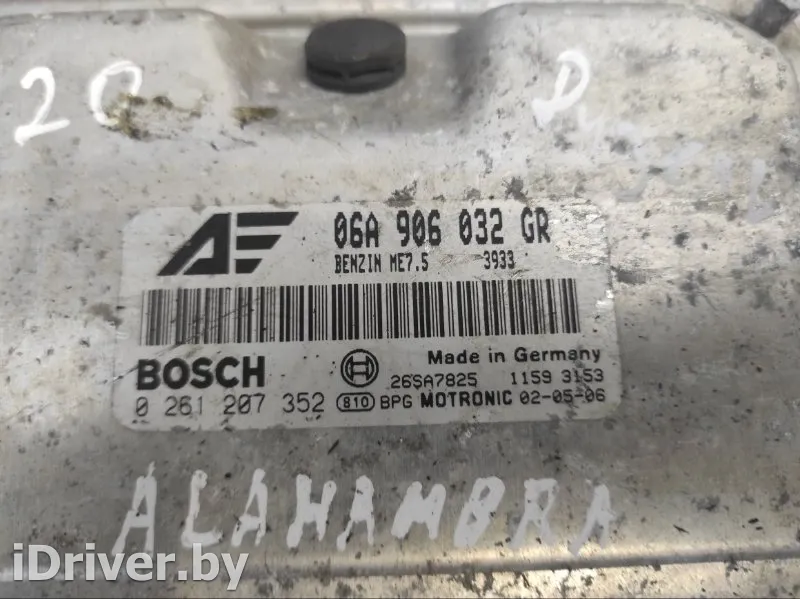 20
AE
06A 906 032 GR
BENZIN ME7.5 3933
BOSCH
Made in Germany
26SA7825 1159 3153
0 261 207 352 810 BPG MOTRONIC 02-05-06
ALAHAMBRA
iDriver.by